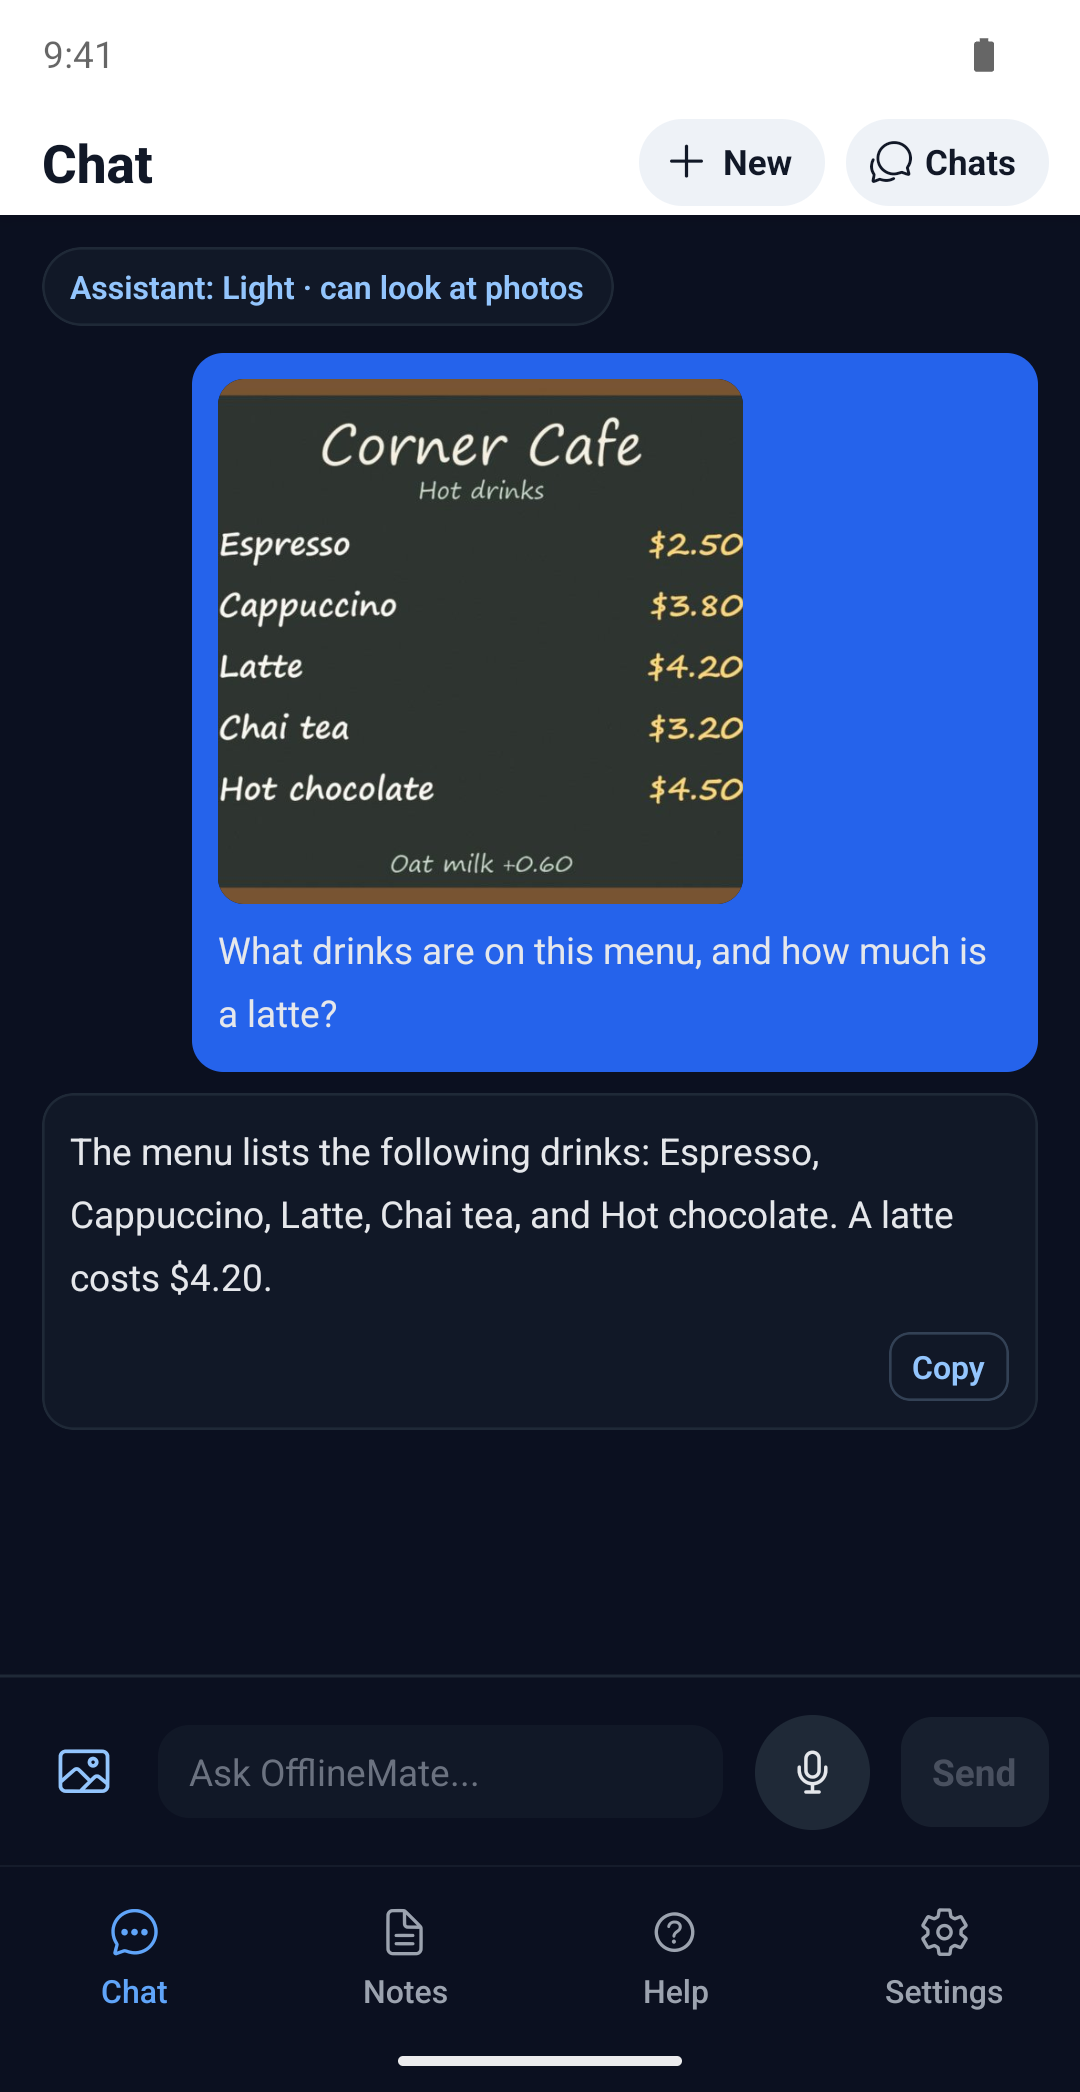 9:41
Chat
New
Chats
Assistant: Light · can look at photos
Corner Cafe
Hot drinks
Espresso $2.50
Cappuccino $3.80
Latte $4.20
Chai tea $3.20
Hot chocolate $4.50
Oat milk +0.60
What drinks are on this menu, and how much is
a latte?
The menu lists the following drinks: Espresso,
Cappuccino, Latte, Chai tea, and Hot chocolate. A latte
costs $4.20.
Copy
Ask OfflineMate...
Send
Chat
Notes
Help
Settings